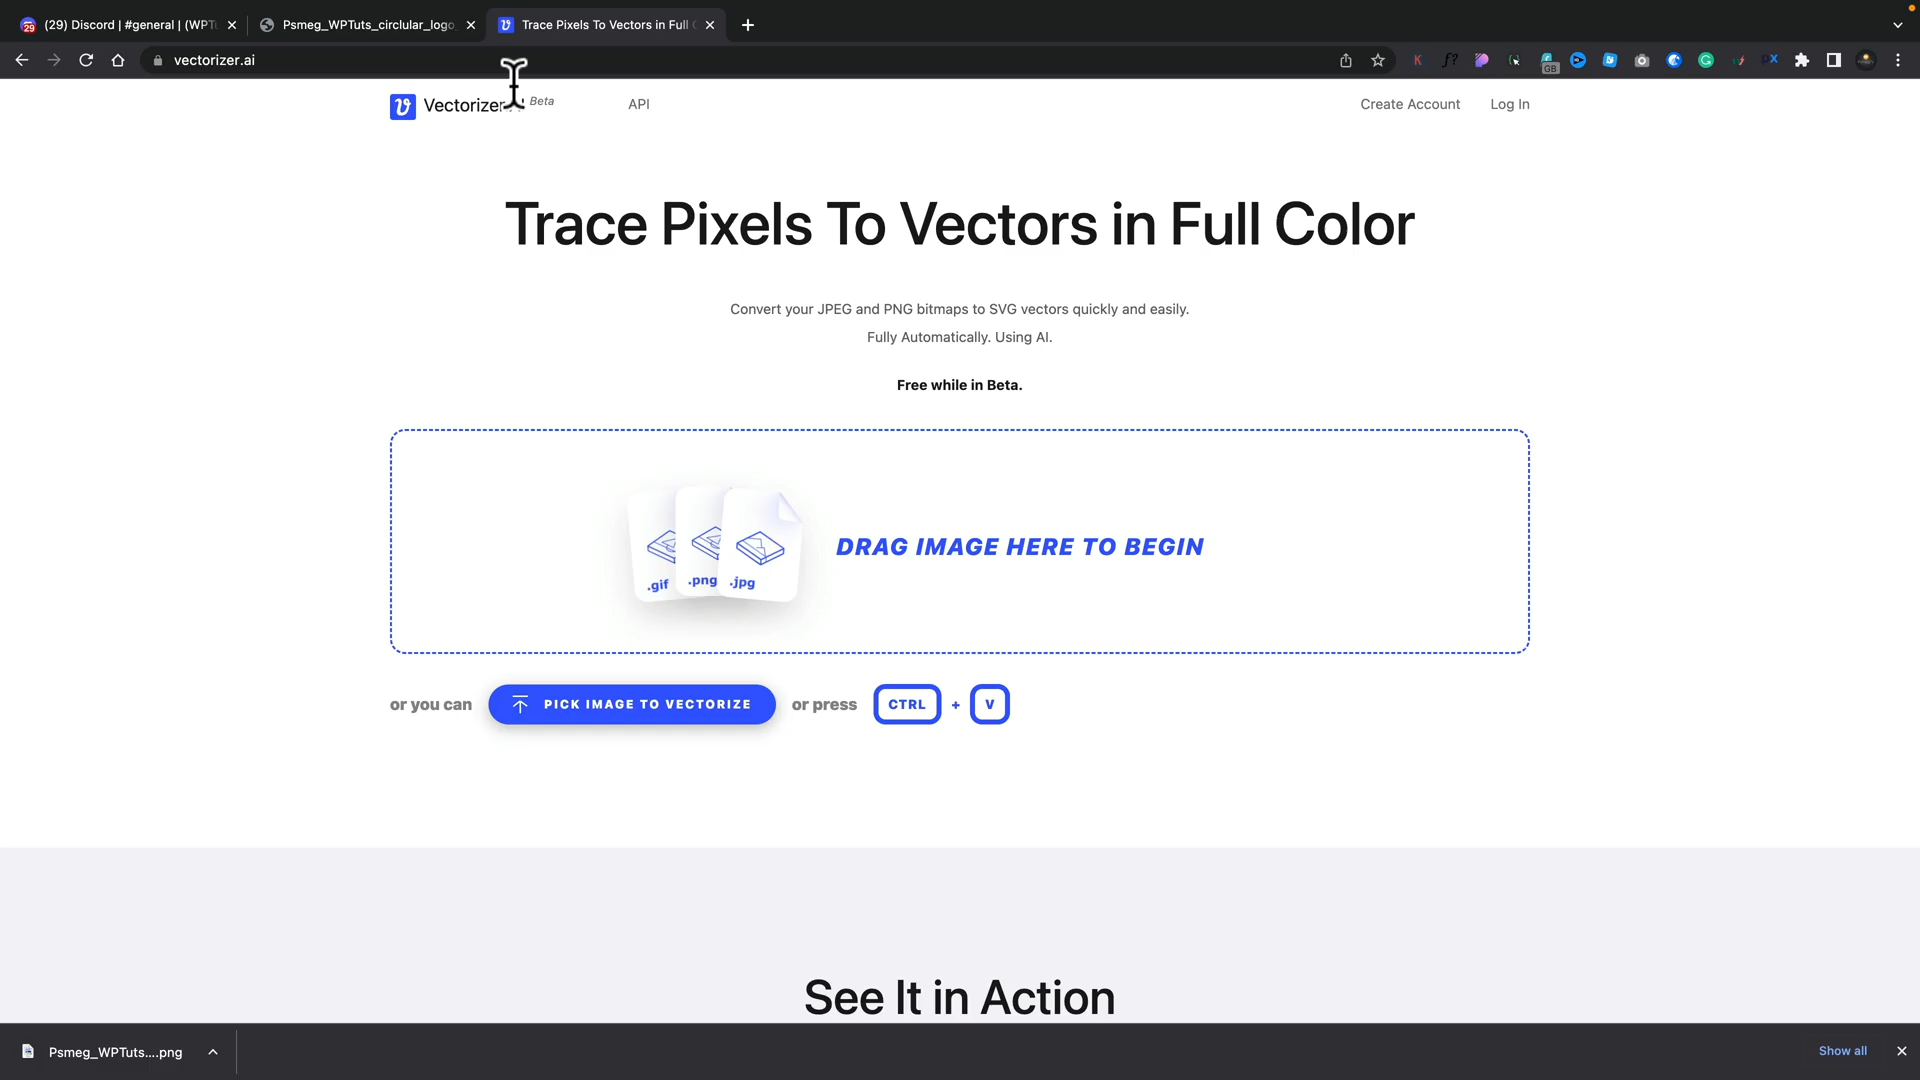 (29) Discord | #general | (WPTu
Psmeg_WPTuts_circlular_logo_
Trace Pixels To Vectors in Full C
vectorizer.ai
GB
Vectorizer
Beta
API
Create Account
Log In
Trace Pixels To Vectors in Full Color
Convert your JPEG and PNG bitmaps to SVG vectors quickly and easily.
Fully Automatically. Using AI.
Free while in Beta.
.gif
.png
.jpg
DRAG IMAGE HERE TO BEGIN
or you can
PICK IMAGE TO VECTORIZE
or press
CTRL
+
V
See It in Action
Psmeg_WPTuts....png
Show all